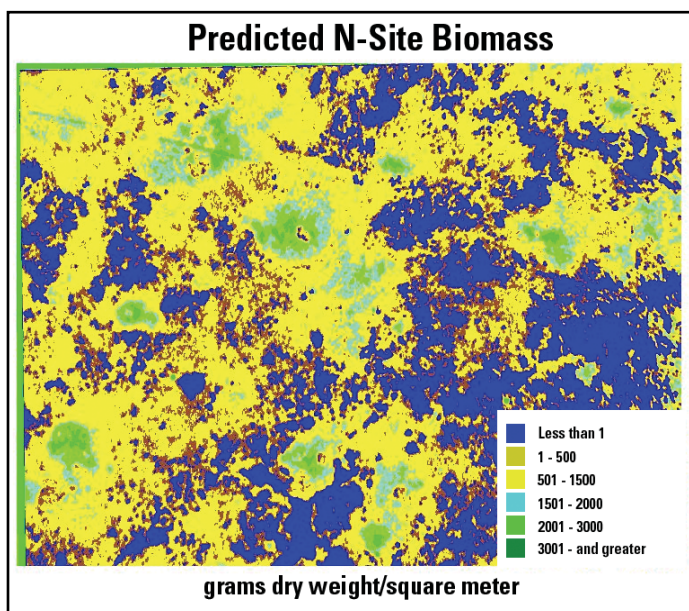 Predicted N-Site Biomass
Less than 1
1 - 500
501 - 1500
1501 - 2000
2001 - 3000
3001 - and greater
grams dry weight/square meter